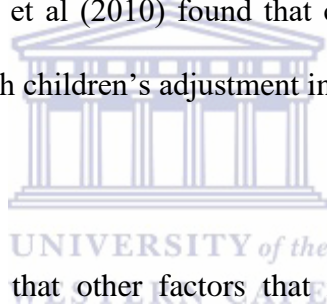 et al (2010) found that
h children's adjustment in
UNIVERSITY of the
that other factors that